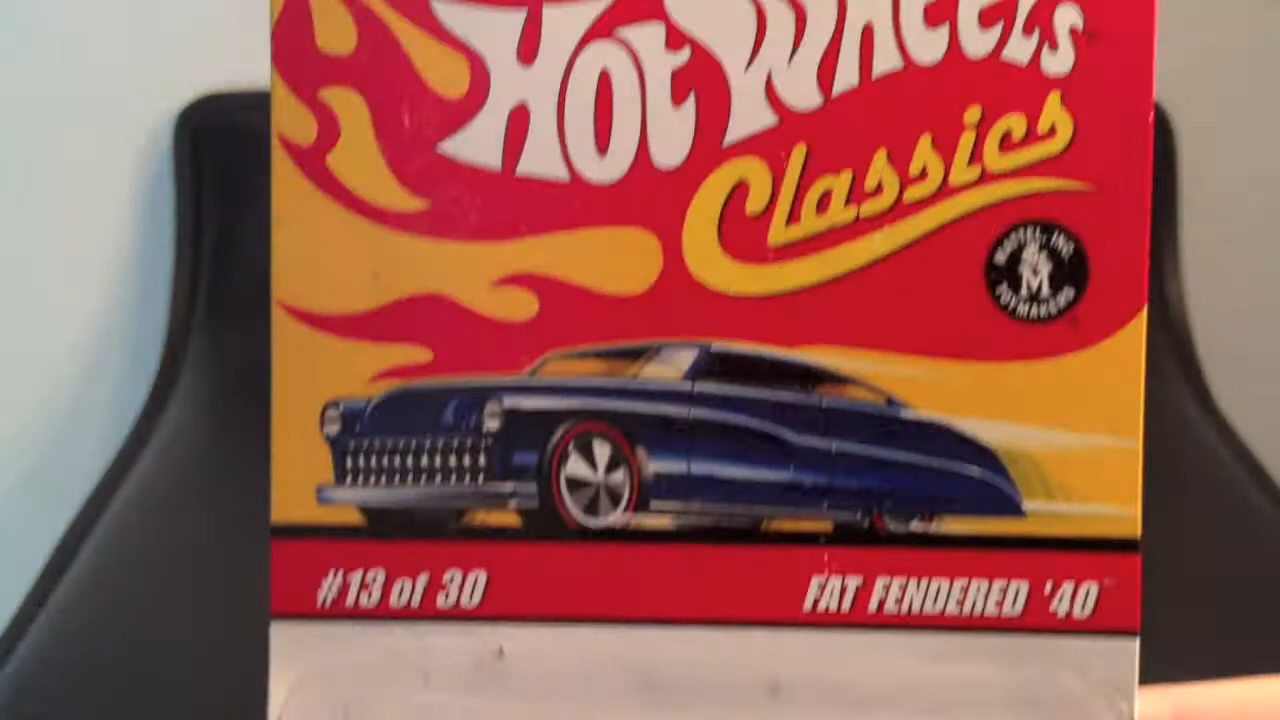 Hot Wheels
Classics
MATTEL, INC.
M
TOYMAKERS
#13 of 30
FAT FENDERED '40